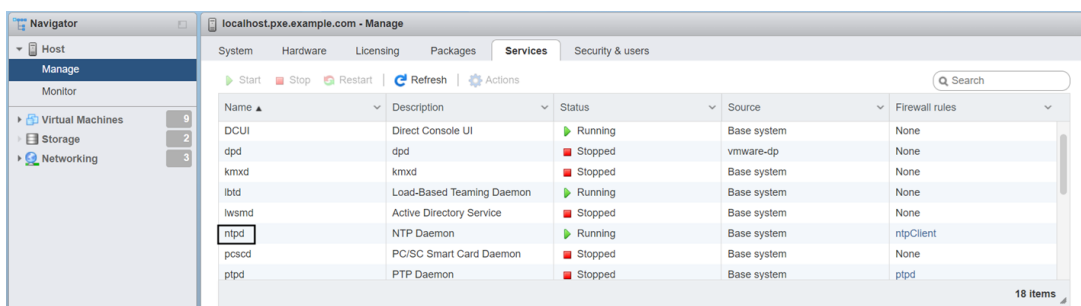 Navigator
localhost.pxe.example.com - Manage
Host
Manage
Monitor
Virtual Machines 9
Storage 2
Networking 3
System Hardware Licensing Packages Services Security & users
Start Stop Restart Refresh Actions Search
Name Description Status Source Firewall rules
DCUI Direct Console UI Running Base system None
dpd dpd Stopped vmware-dp None
kmxd kmxd Stopped Base system None
lbtd Load-Based Teaming Daemon Running Base system None
lwsmd Active Directory Service Stopped Base system None
ntpd NTP Daemon Running Base system ntpClient
pcscd PC/SC Smart Card Daemon Stopped Base system None
ptpd PTP Daemon Stopped Base system ptpd
18 items